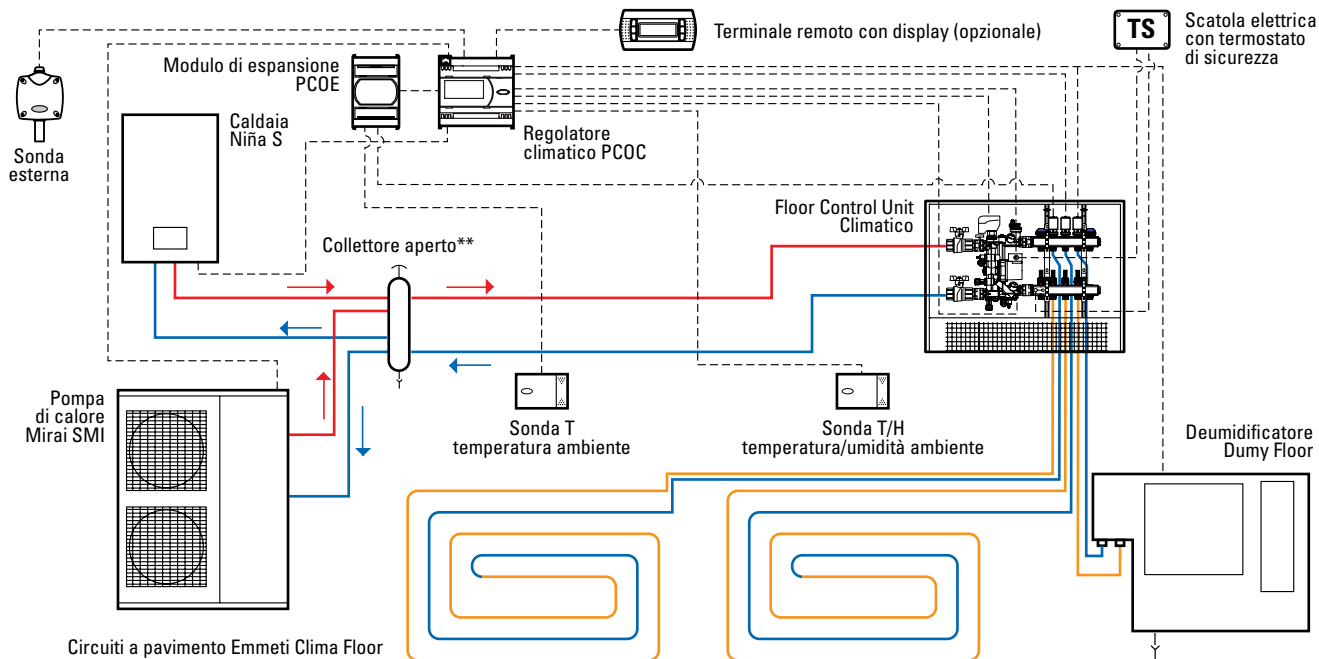 Terminale remoto con display (opzionale)
TS
Scatola elettrica
con termostato
di sicurezza
Modulo di espansione
PCOE
Caldaia
Niña S
Regolatore
climatico PCOC
Sonda
esterna
Floor Control Unit
Climatico
Collettore aperto**
Pompa
di calore
Mirai SMI
Sonda T
temperatura ambiente
Sonda T/H
temperatura/umidità ambiente
Deumidificatore
Dumy Floor
Circuiti a pavimento Emmeti Clima Floor